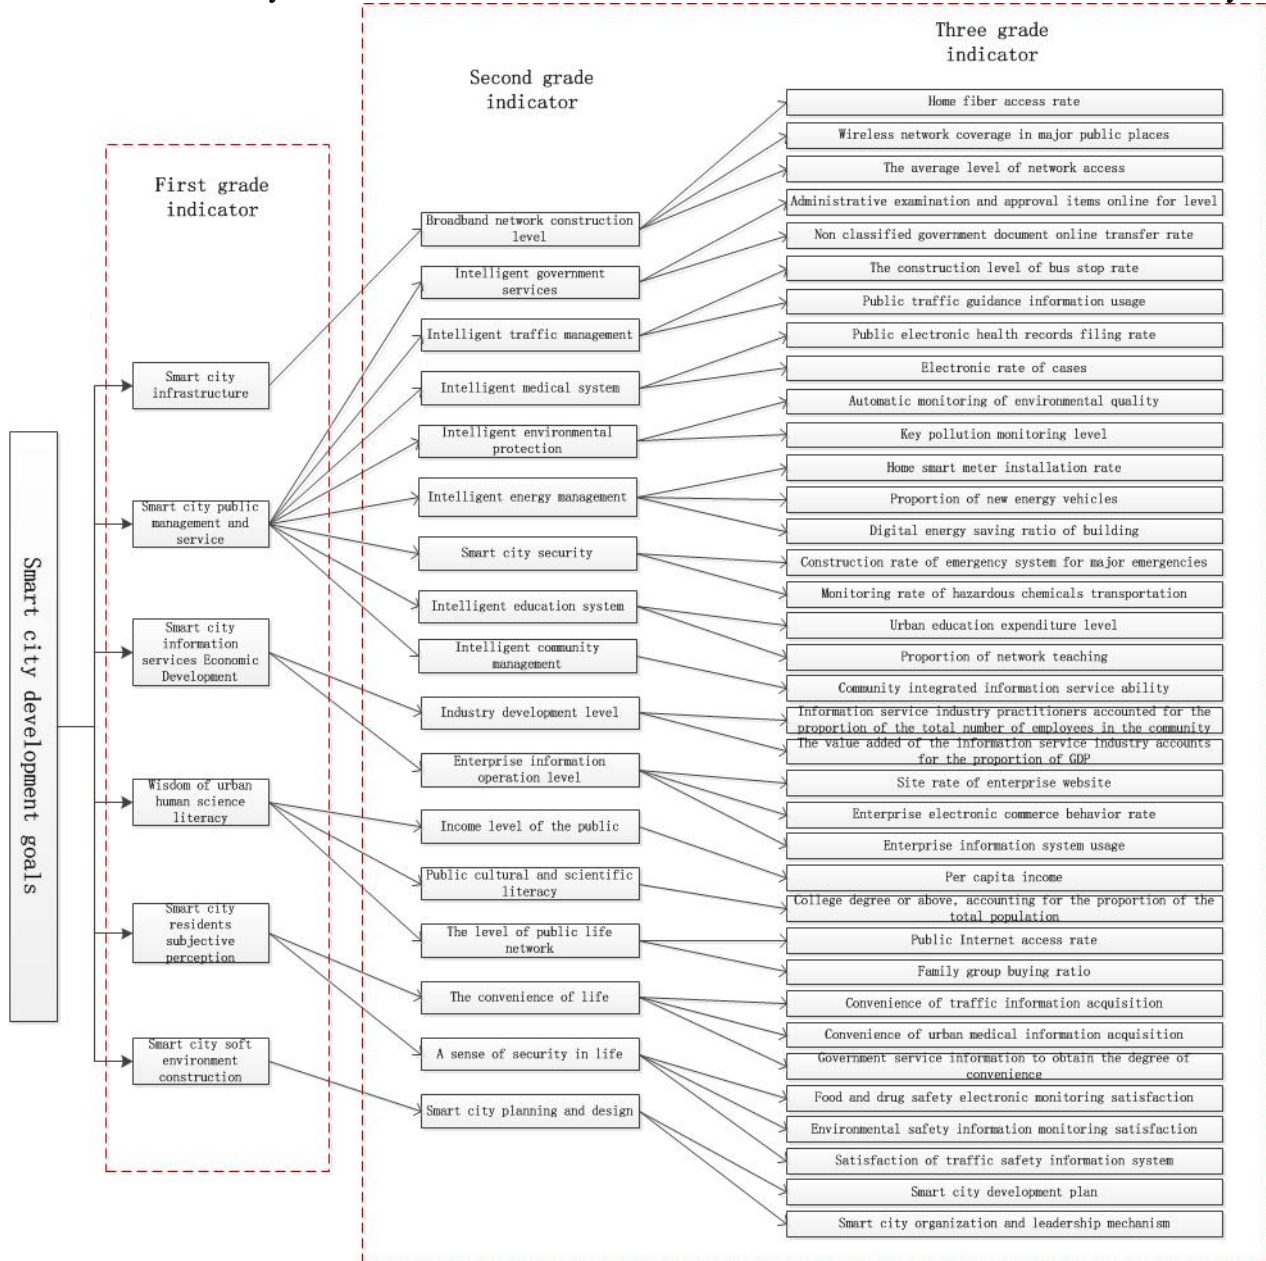 Three grade
indicator
Second grade
indicator
First grade
indicator
Smart city development goals
Smart city
infrastructure
Smart city public
management and
service
Smart city
information
services Economic
Development
Wisdom of urban
human science
literacy
Smart city
residents
subjective
perception
Smart city soft
environment
construction
Broadband network construction
level
Intelligent government
services
Intelligent traffic management
Intelligent medical system
Intelligent environmental
protection
Intelligent energy management
Smart city security
Intelligent education system
Intelligent community
management
Industry development level
Enterprise information
operation level
Income level of the public
Public cultural and scientific
literacy
The level of public life
network
The convenience of life
A sense of security in life
Smart city planning and design
Home fiber access rate
Wireless network coverage in major public places
The average level of network access
Administrative examination and approval items online for level
Non classified government document online transfer rate
The construction level of bus stop rate
Public traffic guidance information usage
Public electronic health records filing rate
Electronic rate of cases
Automatic monitoring of environmental quality
Key pollution monitoring level
Home smart meter installation rate
Proportion of new energy vehicles
Digital energy saving ratio of building
Construction rate of emergency system for major emergencies
Monitoring rate of hazardous chemicals transportation
Urban education expenditure level
Proportion of network teaching
Community integrated information service ability
Information service industry practitioners accounted for the
proportion of the total number of employees in the community
The value added of the information service industry accounts
for the proportion of GDP
Site rate of enterprise website
Enterprise electronic commerce behavior rate
Enterprise information system usage
Per capita income
College degree or above, accounting for the proportion of the
total population
Public Internet access rate
Family group buying ratio
Convenience of traffic information acquisition
Convenience of urban medical information acquisition
Government service information to obtain the degree of
convenience
Food and drug safety electronic monitoring satisfaction
Environmental safety information monitoring satisfaction
Satisfaction of traffic safety information system
Smart city development plan
Smart city organization and leadership mechanism